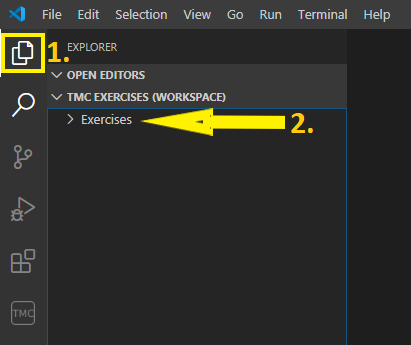 File Edit Selection View Go Run Terminal Help
1. EXPLORER
OPEN EDITORS
TMC EXERCISES (WORKSPACE)
Exercises 2.
TMC